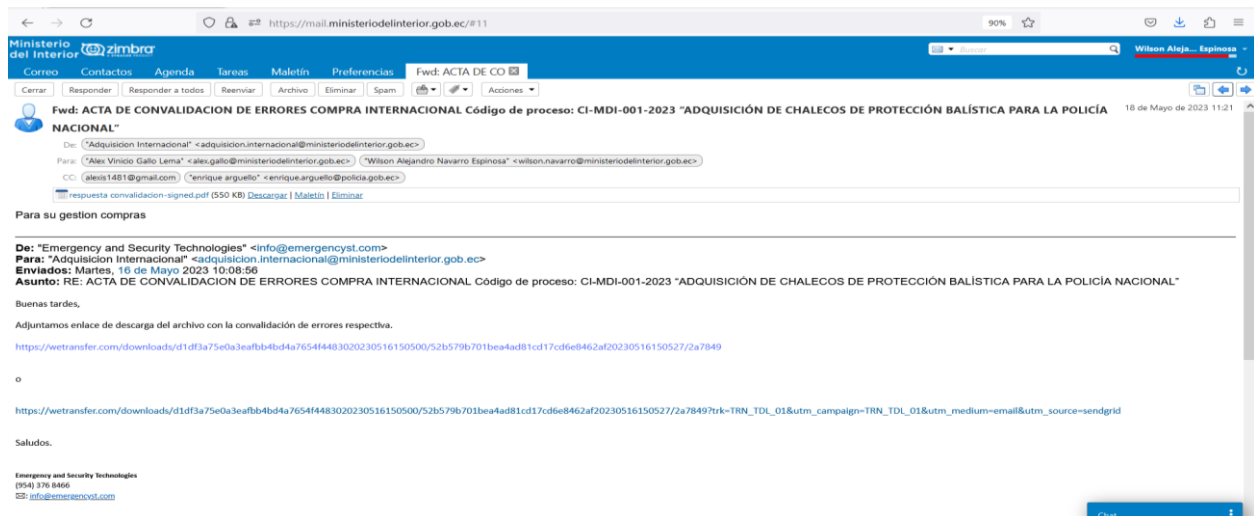 https://mail.ministeriodelinterior.gob.ec/#11
90%
Ministerio del Interior zimbra
Buscar
Wilson Aleja... Espinosa
Correo Contactos Agenda Tareas Maletín Preferencias Fwd: ACTA DE CO
Cerrar Responder Responder a todos Reenviar Archivo Eliminar Spam Acciones
Fwd: ACTA DE CONVALIDACION DE ERRORES COMPRA INTERNACIONAL Código de proceso: CI-MDI-001-2023 “ADQUISICIÓN DE CHALECOS DE PROTECCIÓN BALÍSTICA PARA LA POLICÍA
NACIONAL”
18 de Mayo de 2023 11:21
De: "Adquisicion Internacional" <adquisicion.internacional@ministeriodelinterior.gob.ec>
Para: "Alex Vinicio Gallo Lema" <alex.gallo@ministeriodelinterior.gob.ec> "Wilson Alejandro Navarro Espinosa" <wilson.navarro@ministeriodelinterior.gob.ec>
CC: alexis1481@gmail.com "enrique arguello" <enrique.arguello@policia.gob.ec>
respuesta convalidacion-signed.pdf (550 KB) Descargar | Maletín | Eliminar
Para su gestion compras
De: "Emergency and Security Technologies" <info@emergencyst.com>
Para: "Adquisicion Internacional" <adquisicion.internacional@ministeriodelinterior.gob.ec>
Enviados: Martes, 16 de Mayo 2023 10:08:56
Asunto: RE: ACTA DE CONVALIDACION DE ERRORES COMPRA INTERNACIONAL Código de proceso: CI-MDI-001-2023 “ADQUISICIÓN DE CHALECOS DE PROTECCIÓN BALÍSTICA PARA LA POLICÍA NACIONAL”
Buenas tardes,
Adjuntamos enlace de descarga del archivo con la convalidación de errores respectiva.
https://wetransfer.com/downloads/d1df3a75e0a3eafbb4bd4a7654f4483020230516150500/52b579b701bea4ad81cd17cd6e8462af20230516150527/2a7849
o
https://wetransfer.com/downloads/d1df3a75e0a3eafbb4bd4a7654f4483020230516150500/52b579b701bea4ad81cd17cd6e8462af20230516150527/2a7849?trk=TRN_TDL_01&utm_campaign=TRN_TDL_01&utm_medium=email&utm_source=sendgrid
Saludos.
Emergency and Security Technologies
(954) 376 8466
: info@emergencyst.com
Chat